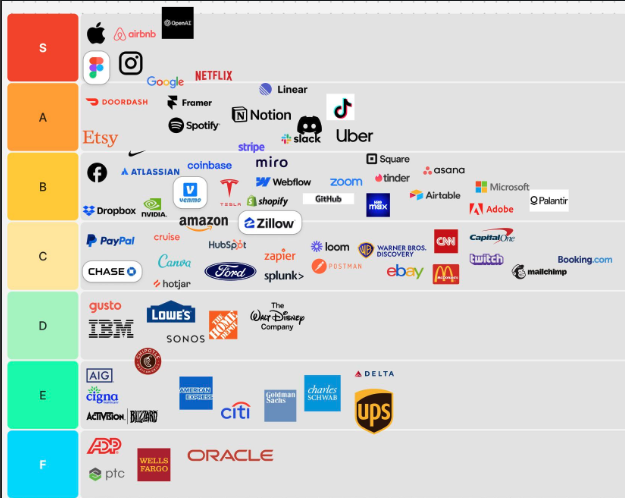 S
airbnb
OpenAI
Google
NETFLIX
A
DOORDASH
Framer
Linear
Notion
Spotify
slack
Uber
Etsy
stripe
B
ATLASSIAN
coinbase
miro
Square
asana
venmo
TESLA
Webflow
zoom
tinder
Microsoft
Dropbox
NVIDIA.
shopify
GitHub
HBO
max
Airtable
Adobe
Palantir
amazon
Zillow
C
PayPal
cruise
HubSpot
loom
WARNER BROS.
DISCOVERY
CNN
Capital One
CHASE
Canva
Ford
zapier
splunk>
POSTMAN
ebay
McDonald's
twitch
mailchimp
Booking.com
hotjar
D
gusto
LOWE'S
IBM
SONOS
THE HOME DEPOT
The
WALT DISNEY
Company
CHIPOTLE
E
AIG
cigna
AMERICAN
EXPRESS
citi
Goldman
Sachs
charles
SCHWAB
DELTA
ups
ACTIVISION BLIZZARD
F
ADP
ptc
WELLS
FARGO
ORACLE